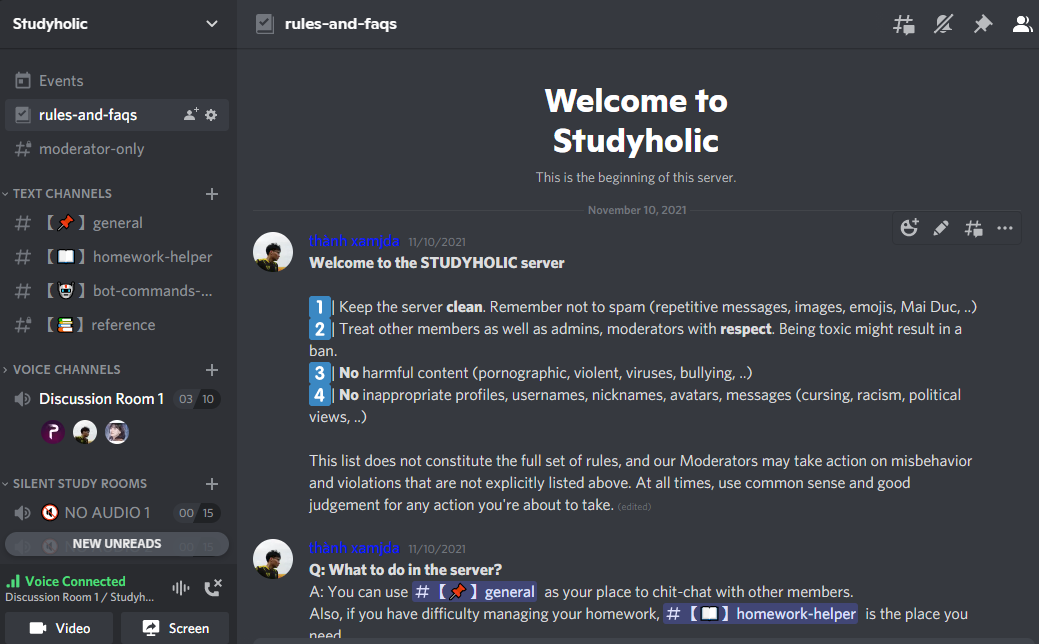 Studyholic
rules-and-faqs
Events
rules-and-faqs
moderator-only
TEXT CHANNELS
【📌】general
【📖】homework-helper
【🤖】bot-commands-...
【📚】reference
VOICE CHANNELS
Discussion Room 1 03 10
SILENT STUDY ROOMS
NO AUDIO 1 00 15
NEW UNREADS
00 15
Voice Connected
Discussion Room 1 / Studyh...
Video Screen
Welcome to
Studyholic
This is the beginning of this server.
November 10, 2021
thành xamjda 11/10/2021
Welcome to the STUDYHOLIC server
1 | Keep the server clean. Remember not to spam (repetitive messages, images, emojis, Mai Duc, ..)
2 | Treat other members as well as admins, moderators with respect. Being toxic might result in a
ban.
3 | No harmful content (pornographic, violent, viruses, bullying, ..)
4 | No inappropriate profiles, usernames, nicknames, avatars, messages (cursing, racism, political
views, ..)
This list does not constitute the full set of rules, and our Moderators may take action on misbehavior
and violations that are not explicitly listed above. At all times, use common sense and good
judgement for any action you're about to take. (edited)
thành xamjda 11/10/2021
Q: What to do in the server?
A: You can use # 【📌】general as your place to chit-chat with other members.
Also, if you have difficulty managing your homework, # 【📖】homework-helper is the place you
need